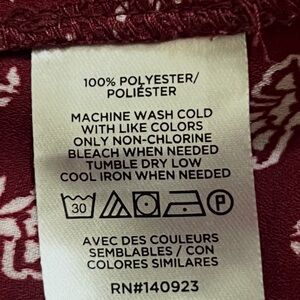 100% POLYESTER/
POLIÉSTER
MACHINE WASH COLD
WITH LIKE COLORS
ONLY NON-CHLORINE
BLEACH WHEN NEEDED
TUMBLE DRY LOW
COOL IRON WHEN NEEDED
30 P
AVEC DES COULEURS
SEMBLABLES / CON
COLORES SIMILARES
RN#140923